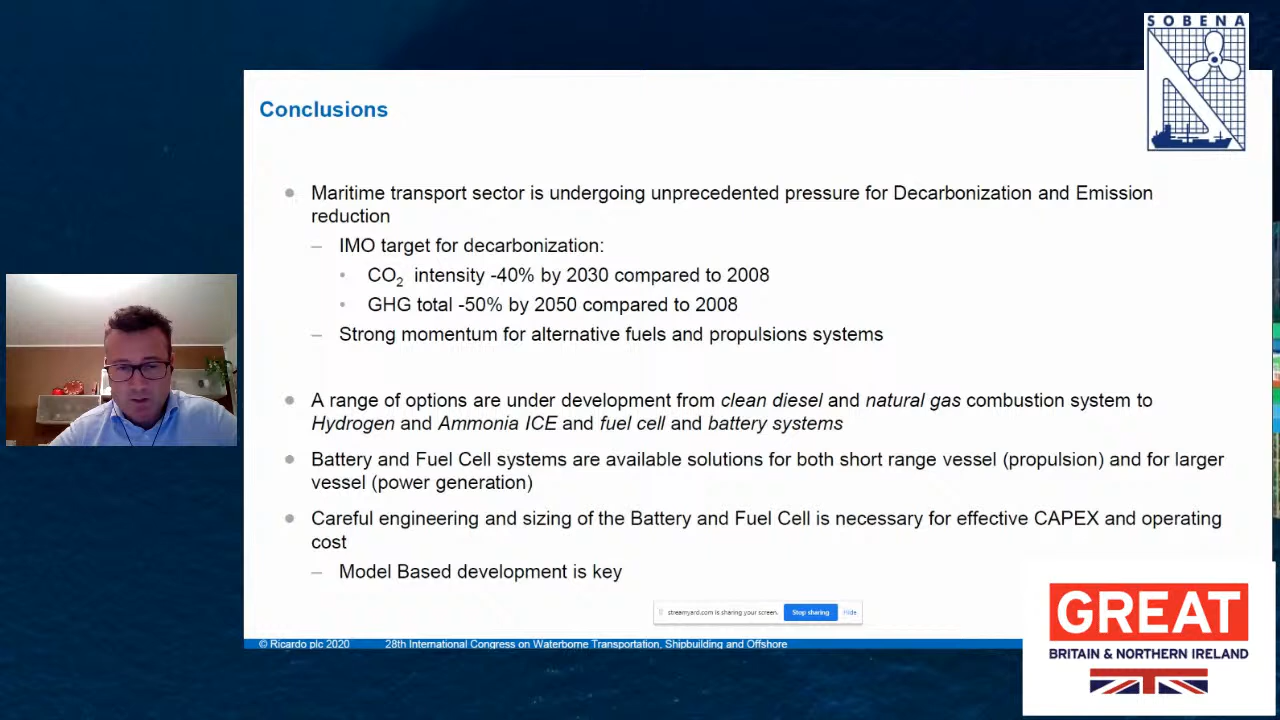 SOBENA
Conclusions
Maritime transport sector is undergoing unprecedented pressure for Decarbonization and Emission
reduction
– IMO target for decarbonization:
• CO2 intensity -40% by 2030 compared to 2008
• GHG total -50% by 2050 compared to 2008
– Strong momentum for alternative fuels and propulsions systems
A range of options are under development from clean diesel and natural gas combustion system to
Hydrogen and Ammonia ICE and fuel cell and battery systems
Battery and Fuel Cell systems are available solutions for both short range vessel (propulsion) and for larger
vessel (power generation)
Careful engineering and sizing of the Battery and Fuel Cell is necessary for effective CAPEX and operating
cost
– Model Based development is key
streamyard.com is sharing your screen. Stop sharing Hide
© Ricardo plc 2020 28th International Congress on Waterborne Transportation, Shipbuilding and Offshore
GREAT
BRITAIN & NORTHERN IRELAND